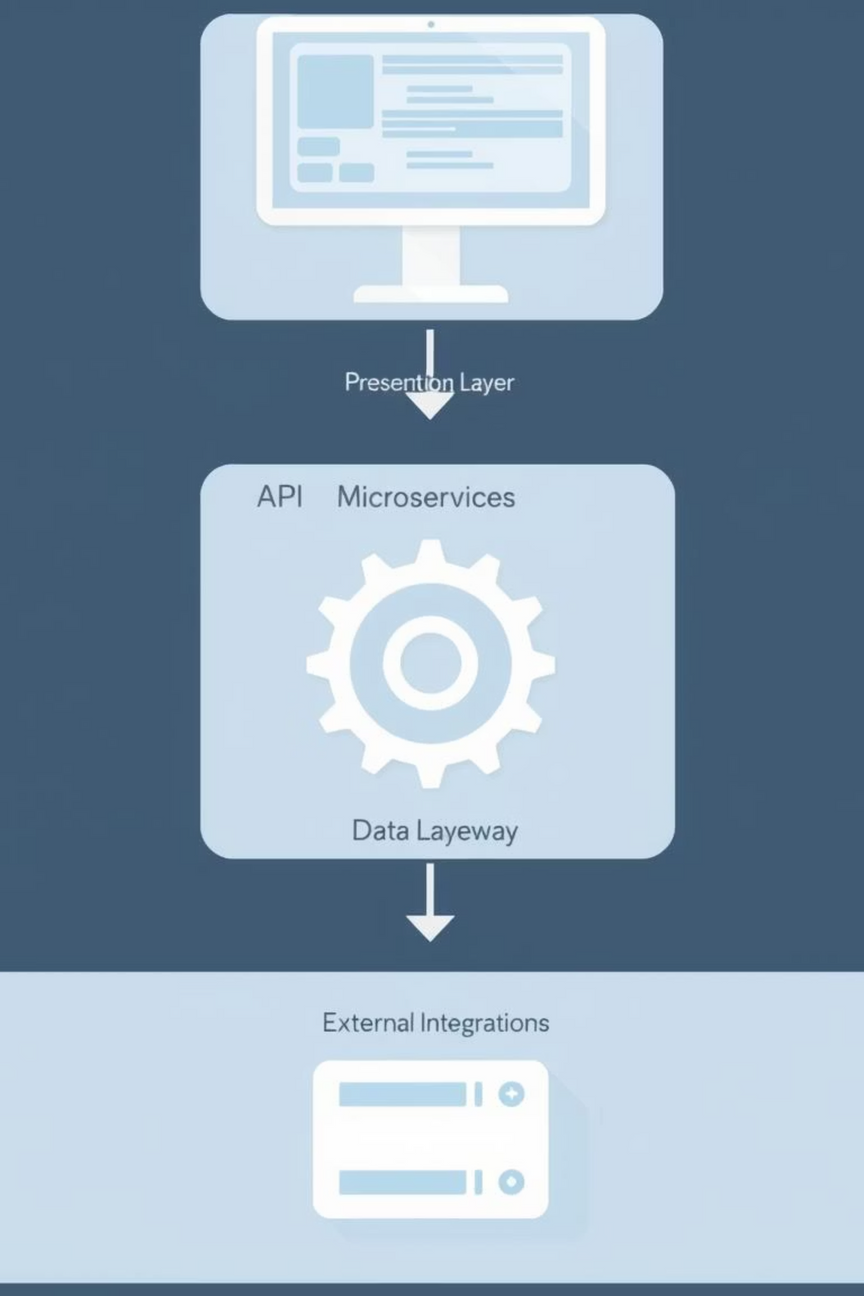 Presention Layer
API Microservices
Data Layeway
External Integrations